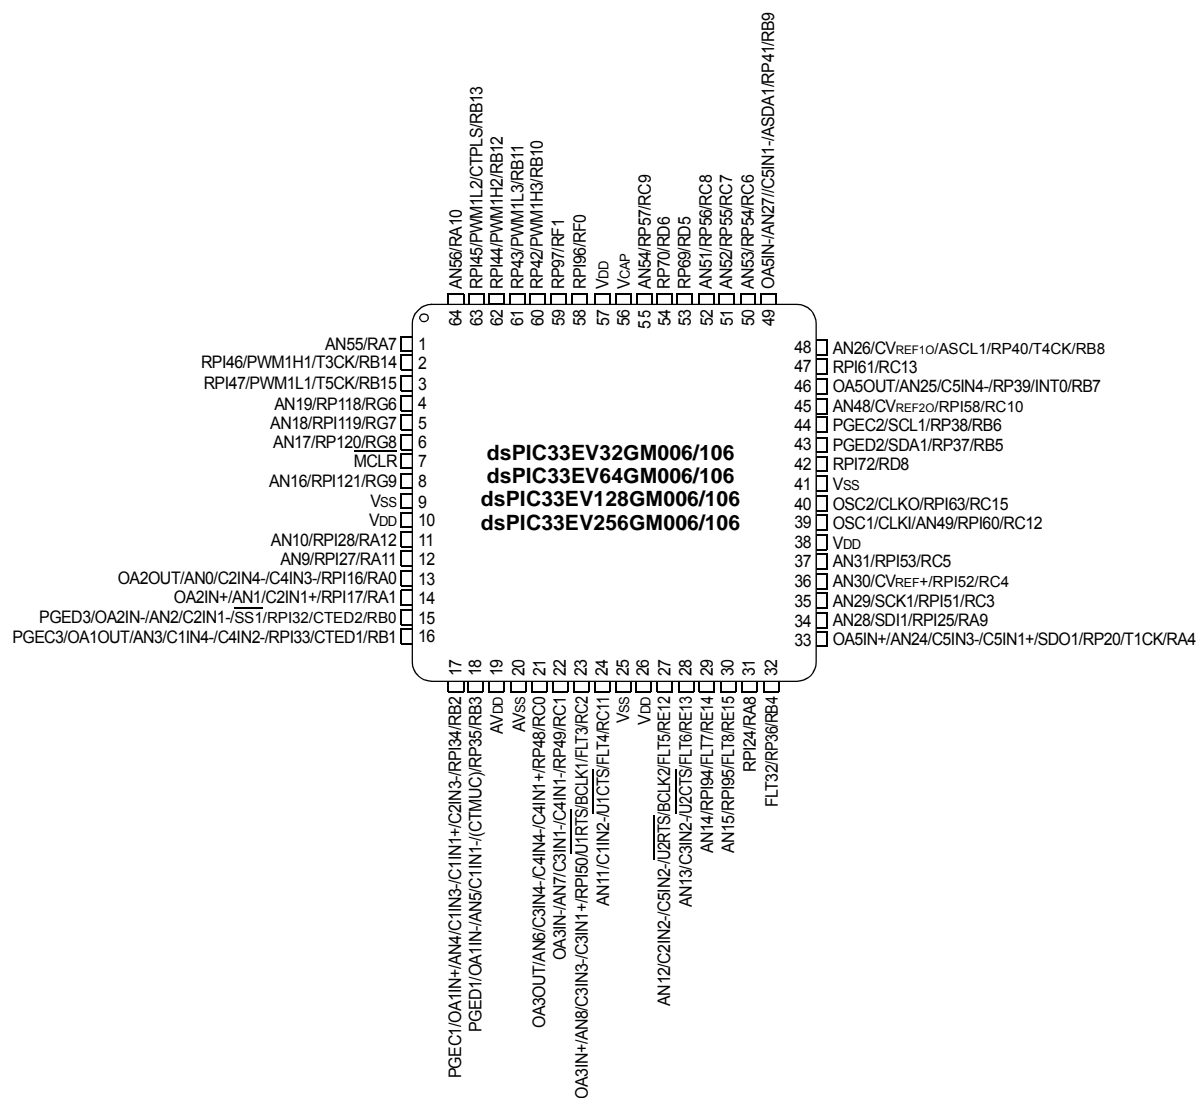 AN56/RA10
RPI45/PWM1L2/CTPLS/RB13
RPI44/PWM1H2/RB12
RP43/PWM1L3/RB11
RP42/PWM1H3/RB10
RP97/RF1
RPI96/RF0
VDD
VCAP
AN54/RP57/RC9
RP70/RD6
RP69/RD5
AN51/RP56/RC8
AN52/RP55/RC7
AN53/RP54/RC6
OA5IN-/AN27//C5IN1-/ASDA1/RP41/RB9
64 63 62 61 60 59 58 57 56 55 54 53 52 51 50 49
AN55/RA7 1
RPI46/PWM1H1/T3CK/RB14 2
RPI47/PWM1L1/T5CK/RB15 3
AN19/RP118/RG6 4
AN18/RPI119/RG7 5
AN17/RP120/RG8 6
MCLR 7
AN16/RPI121/RG9 8
VSS 9
VDD 10
AN10/RPI28/RA12 11
AN9/RPI27/RA11 12
OA2OUT/AN0/C2IN4-/C4IN3-/RPI16/RA0 13
OA2IN+/AN1/C2IN1+/RPI17/RA1 14
PGED3/OA2IN-/AN2/C2IN1-/SS1/RPI32/CTED2/RB0 15
PGEC3/OA1OUT/AN3/C1IN4-/C4IN2-/RPI33/CTED1/RB1 16
dsPIC33EV32GM006/106
dsPIC33EV64GM006/106
dsPIC33EV128GM006/106
dsPIC33EV256GM006/106
48 AN26/CVREF1O/ASCL1/RP40/T4CK/RB8
47 RPI61/RC13
46 OA5OUT/AN25/C5IN4-/RP39/INT0/RB7
45 AN48/CVREF2O/RPI58/RC10
44 PGEC2/SCL1/RP38/RB6
43 PGED2/SDA1/RP37/RB5
42 RPI72/RD8
41 VSS
40 OSC2/CLKO/RPI63/RC15
39 OSC1/CLKI/AN49/RPI60/RC12
38 VDD
37 AN31/RPI53/RC5
36 AN30/CVREF+/RPI52/RC4
35 AN29/SCK1/RPI51/RC3
34 AN28/SDI1/RPI25/RA9
33 OA5IN+/AN24/C5IN3-/C5IN1+/SDO1/RP20/T1CK/RA4
17 18 19 20 21 22 23 24 25 26 27 28 29 30 31 32
PGEC1/OA1IN+/AN4/C1IN3-/C1IN1+/C2IN3-/RPI34/RB2
PGED1/OA1IN-/AN5/C1IN1-/(CTMUC)/RP35/RB3
AVDD
AVSS
OA3OUT/AN6/C3IN4-/C4IN4-/C4IN1+/RP48/RC0
OA3IN-/AN7/C3IN1-/C4IN1-/RP49/RC1
OA3IN+/AN8/C3IN3-/C3IN1+/RPI50/U1RTS/BCLK1/FLT3/RC2
AN11/C1IN2-/U1CTS/FLT4/RC11
VSS
VDD
AN12/C2IN2-/C5IN2-/U2RTS/BCLK2/FLT5/RE12
AN13/C3IN2-/U2CTS/FLT6/RE13
AN14/RPI94/FLT7/RE14
AN15/RPI95/FLT8/RE15
RPI24/RA8
FLT32/RP36/RB4